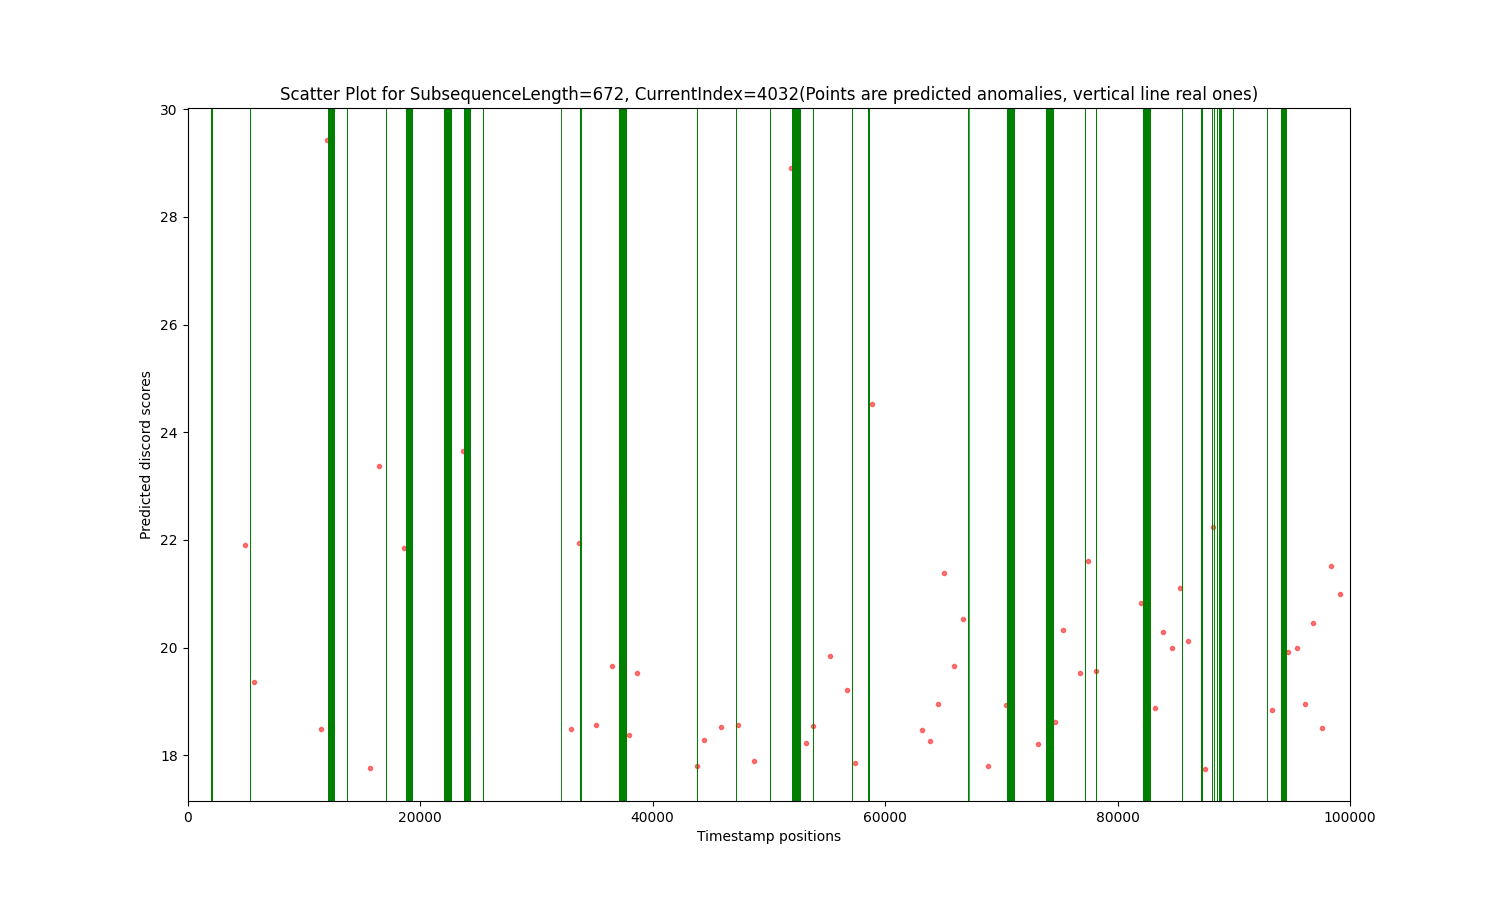 Scatter Plot for SubsequenceLength=672, CurrentIndex=4032(Points are predicted anomalies, vertical line real ones)
30
28
26
24
22
20
18
Predicted discord scores
0 20000 40000 60000 80000 100000
Timestamp positions